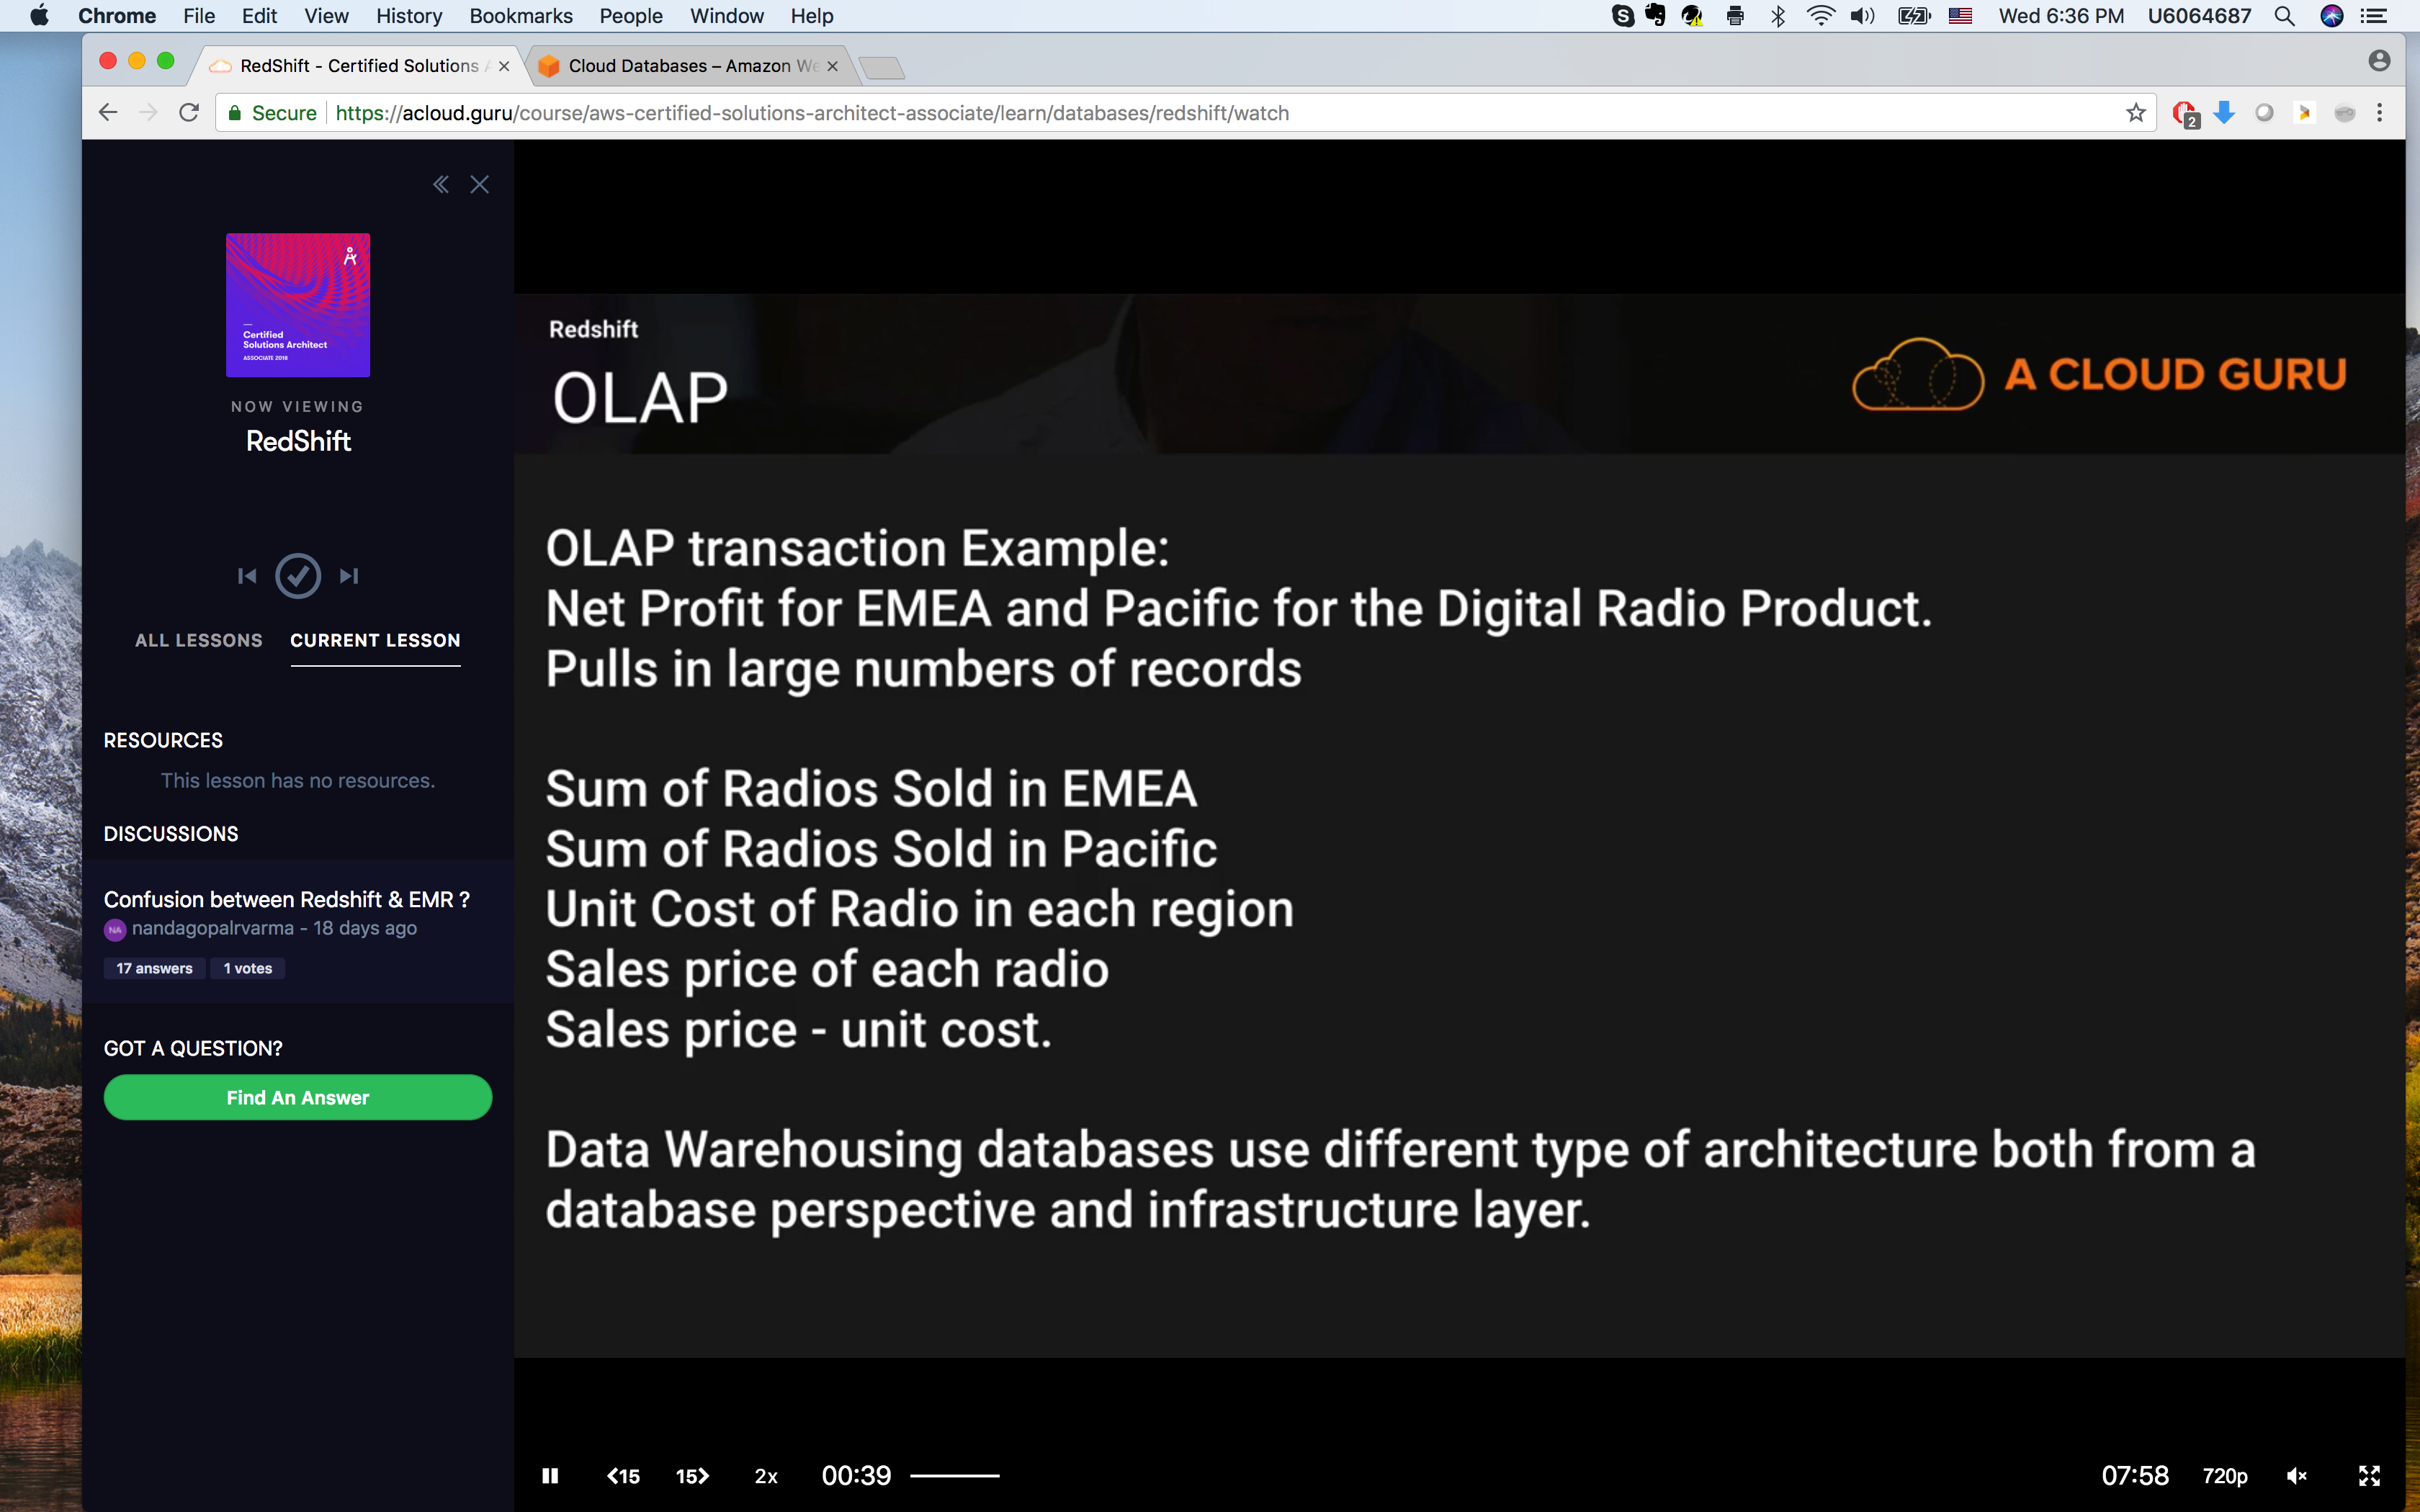 Chrome File Edit View History Bookmarks People Window Help
Wed 6:36 PM U6064687
RedShift - Certified Solutions
Cloud Databases – Amazon We
Secure https://acloud.guru/course/aws-certified-solutions-architect-associate/learn/databases/redshift/watch
2
Certified
Solutions Architect
ASSOCIATE 2018
NOW VIEWING
RedShift
ALL LESSONS CURRENT LESSON
RESOURCES
This lesson has no resources.
DISCUSSIONS
Confusion between Redshift & EMR ?
NA nandagopalrvarma - 18 days ago
17 answers 1 votes
GOT A QUESTION?
Find An Answer
Redshift
OLAP
A CLOUD GURU
OLAP transaction Example:
Net Profit for EMEA and Pacific for the Digital Radio Product.
Pulls in large numbers of records
Sum of Radios Sold in EMEA
Sum of Radios Sold in Pacific
Unit Cost of Radio in each region
Sales price of each radio
Sales price - unit cost.
Data Warehousing databases use different type of architecture both from a
database perspective and infrastructure layer.
15 15 2x 00:39 07:58 720p